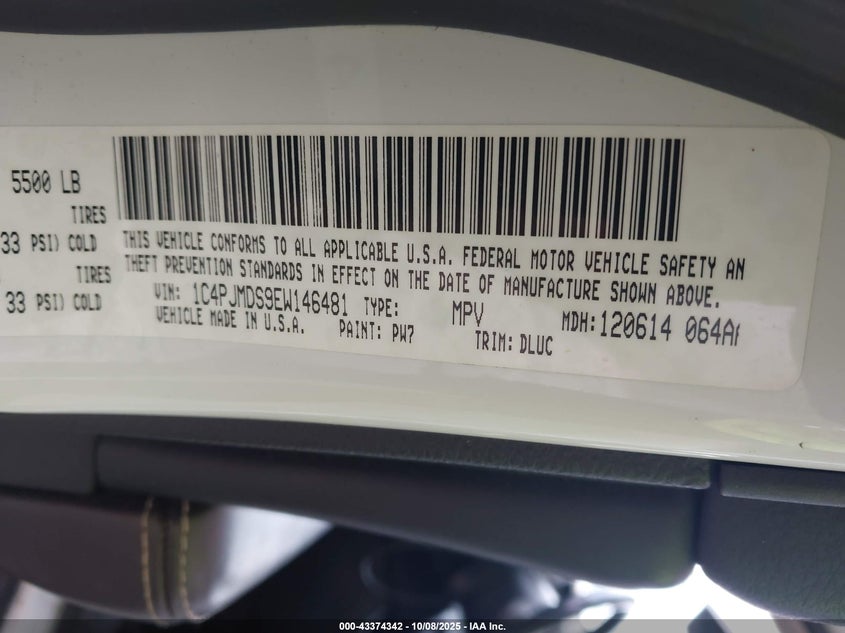 5500 LB
TIRES
33 PSI) COLD
TIRES
33 PSI) COLD
THIS VEHICLE CONFORMS TO ALL APPLICABLE U.S.A. FEDERAL MOTOR VEHICLE SAFETY AN
THEFT PREVENTION STANDARDS IN EFFECT ON THE DATE OF MANUFACTURE SHOWN ABOVE.
VIN: 1C4PJMDS9EW146481 TYPE: MPV MDH:120614 064A
VEHICLE MADE IN U.S.A. PAINT: PW7 TRIM: DLUC
000-43374342 | 10/08/2025 - IAA Inc.